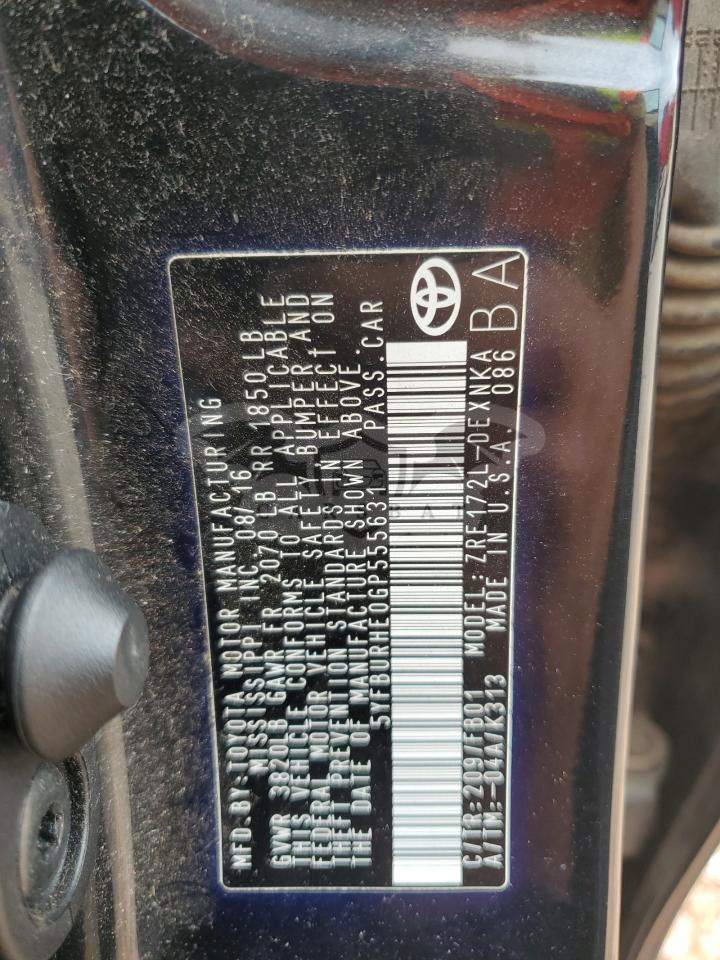 MFD. BY: TOYOTA MOTOR MANUFACTURING
MISSISSIPPI INC. 08/16
GVWR 3820LB GAWR FR 2070 LB RR 1850LB
THIS VEHICLE CONFORMS TO ALL APPLICABLE
FEDERAL MOTOR VEHICLE SAFETY BUMPER AND
THEFT PREVENTION STANDARDS IN EFFECT ON
THE DATE OF MANUFACTURE SHOWN ABOVE.
5YFBURHE0GP555631 PASS. CAR
C/TR: 209/FB01 MODEL: ZRE172L-DEXNKA
A/TM: -04A/K313 MADE IN U.S.A. 086
BA